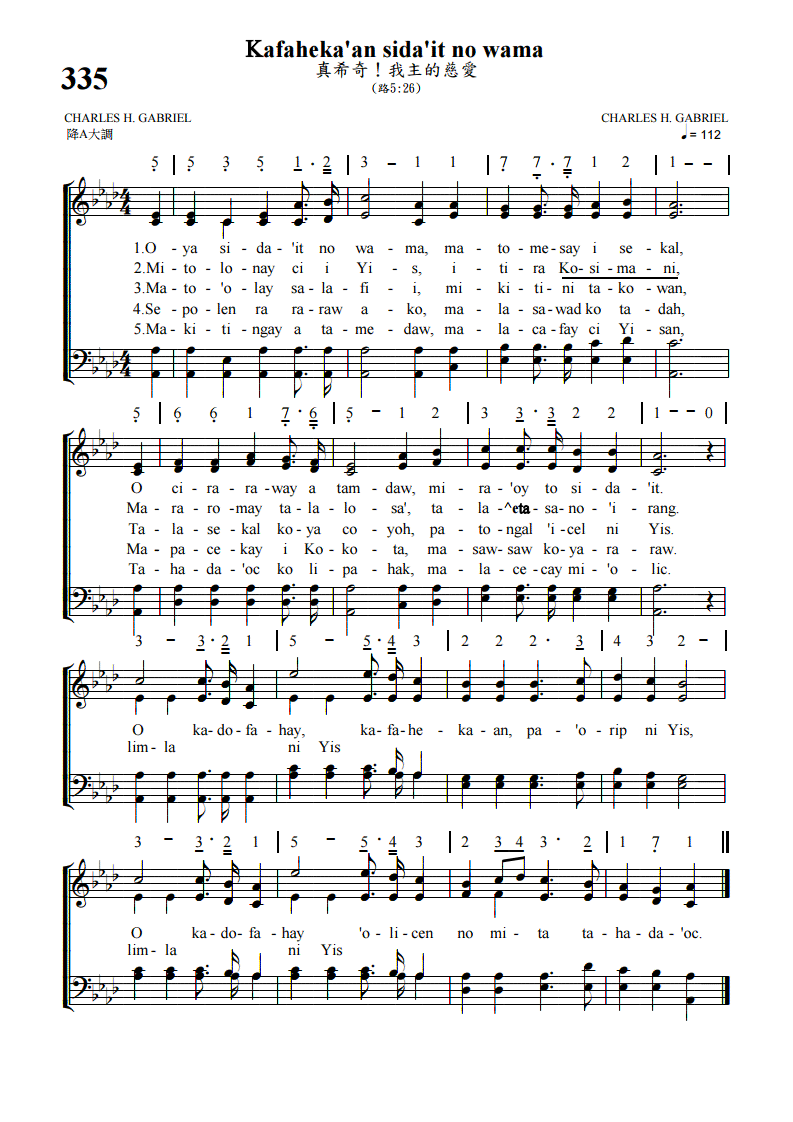 Kafaheka'an sida'it no wama
真希奇！我主的慈愛
335
(路5:26)
CHARLES H. GABRIEL CHARLES H. GABRIEL
降A大調 ♩= 112
5 | 5 3 5 1 · 2 | 3 - 1 1 | 7 7 · 7 1 2 | 1 - - |
1.O - ya si - da - 'it no wa - ma, ma - to - me-say i se - kal,
2.Mi - to - lo - nay ci i Yi - s, i - ti - ra Ko - si - ma - ni,
3.Ma - to - 'o - lay sa - la - fi - i, mi - ki - ti - ni ta - ko - wan,
4.Se - po - len ra ra - raw a - ko, ma - la - sa - wad ko ta - dah,
5.Ma - ki - ti - ngay a ta - me - daw, ma - la - ca - fay ci Yi - san,
5 | 6 6 1 7 · 6 | 5 - 1 2 | 3 3 · 3 2 2 | 1 - - 0 |
O ci - ra - ra - way a tam - daw, mi - ra - 'oy to si - da - 'it.
Ma - ra - ro - may ta - la - lo - sa', ta - la - ^eta - sa - no - 'i - rang.
Ta - la - se - kal ko - ya co - yoh, pa - to - ngal 'i - cel ni Yis.
Ma - pa - ce - kay i Ko - ko - ta, ma - saw - saw ko - ya - ra - raw.
Ta - ha - da - 'oc ko li - pa - hak, ma - la - ce - cay mi - 'o - lic.
3 - 3 · 2 1 | 5 - 5 · 4 3 | 2 2 2 · 3 | 4 3 2 - |
O ka - do - fa - hay, ka - fa - he - ka - an, pa - 'o - rip ni Yis,
lim - la ni Yis
3 - 3 · 2 1 | 5 - 5 · 4 3 | 2 3 4 3 · 2 | 1 7 1 ||
O ka - do - fa - hay 'o - li - cen no mi - ta ta - ha - da - 'oc.
lim - la ni Yis